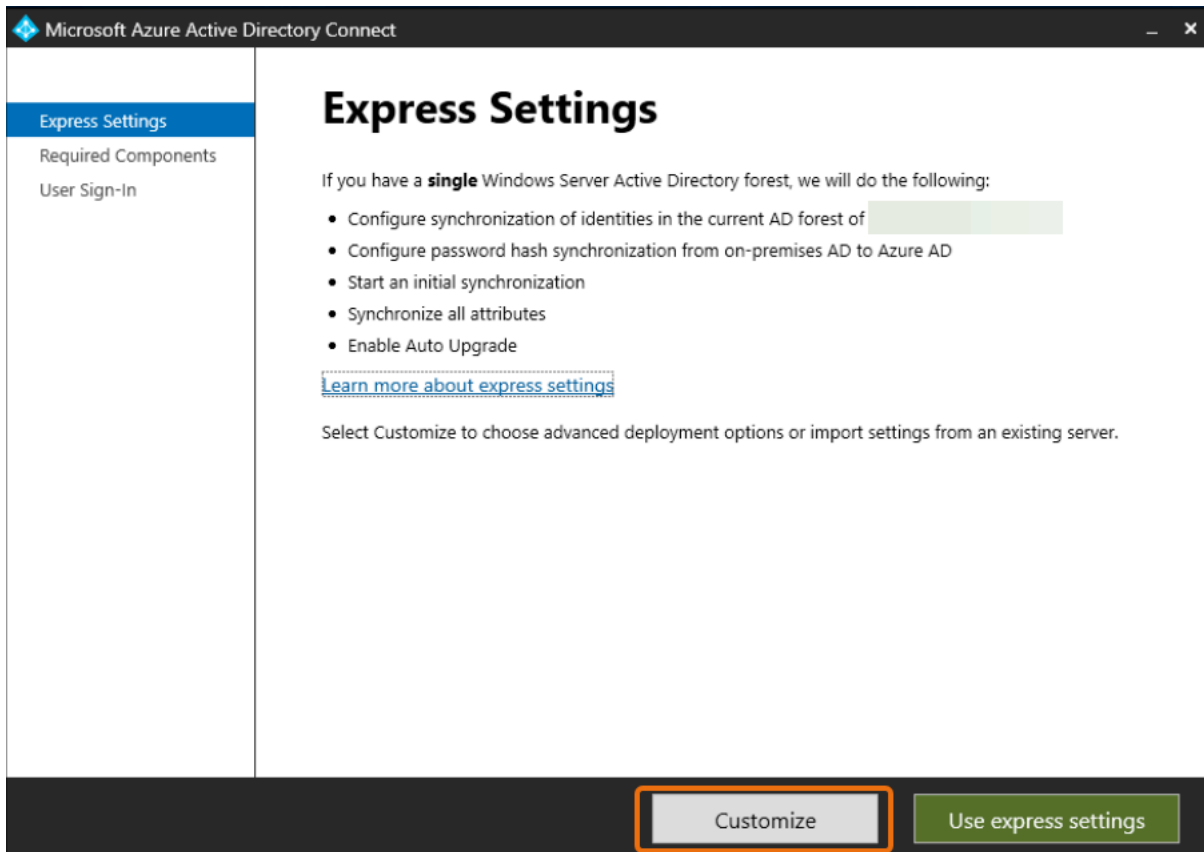 Microsoft Azure Active Directory Connect
Express Settings
Required Components
User Sign-In
Express Settings
If you have a single Windows Server Active Directory forest, we will do the following:
• Configure synchronization of identities in the current AD forest of
• Configure password hash synchronization from on-premises AD to Azure AD
• Start an initial synchronization
• Synchronize all attributes
• Enable Auto Upgrade
Learn more about express settings
Select Customize to choose advanced deployment options or import settings from an existing server.
Customize
Use express settings